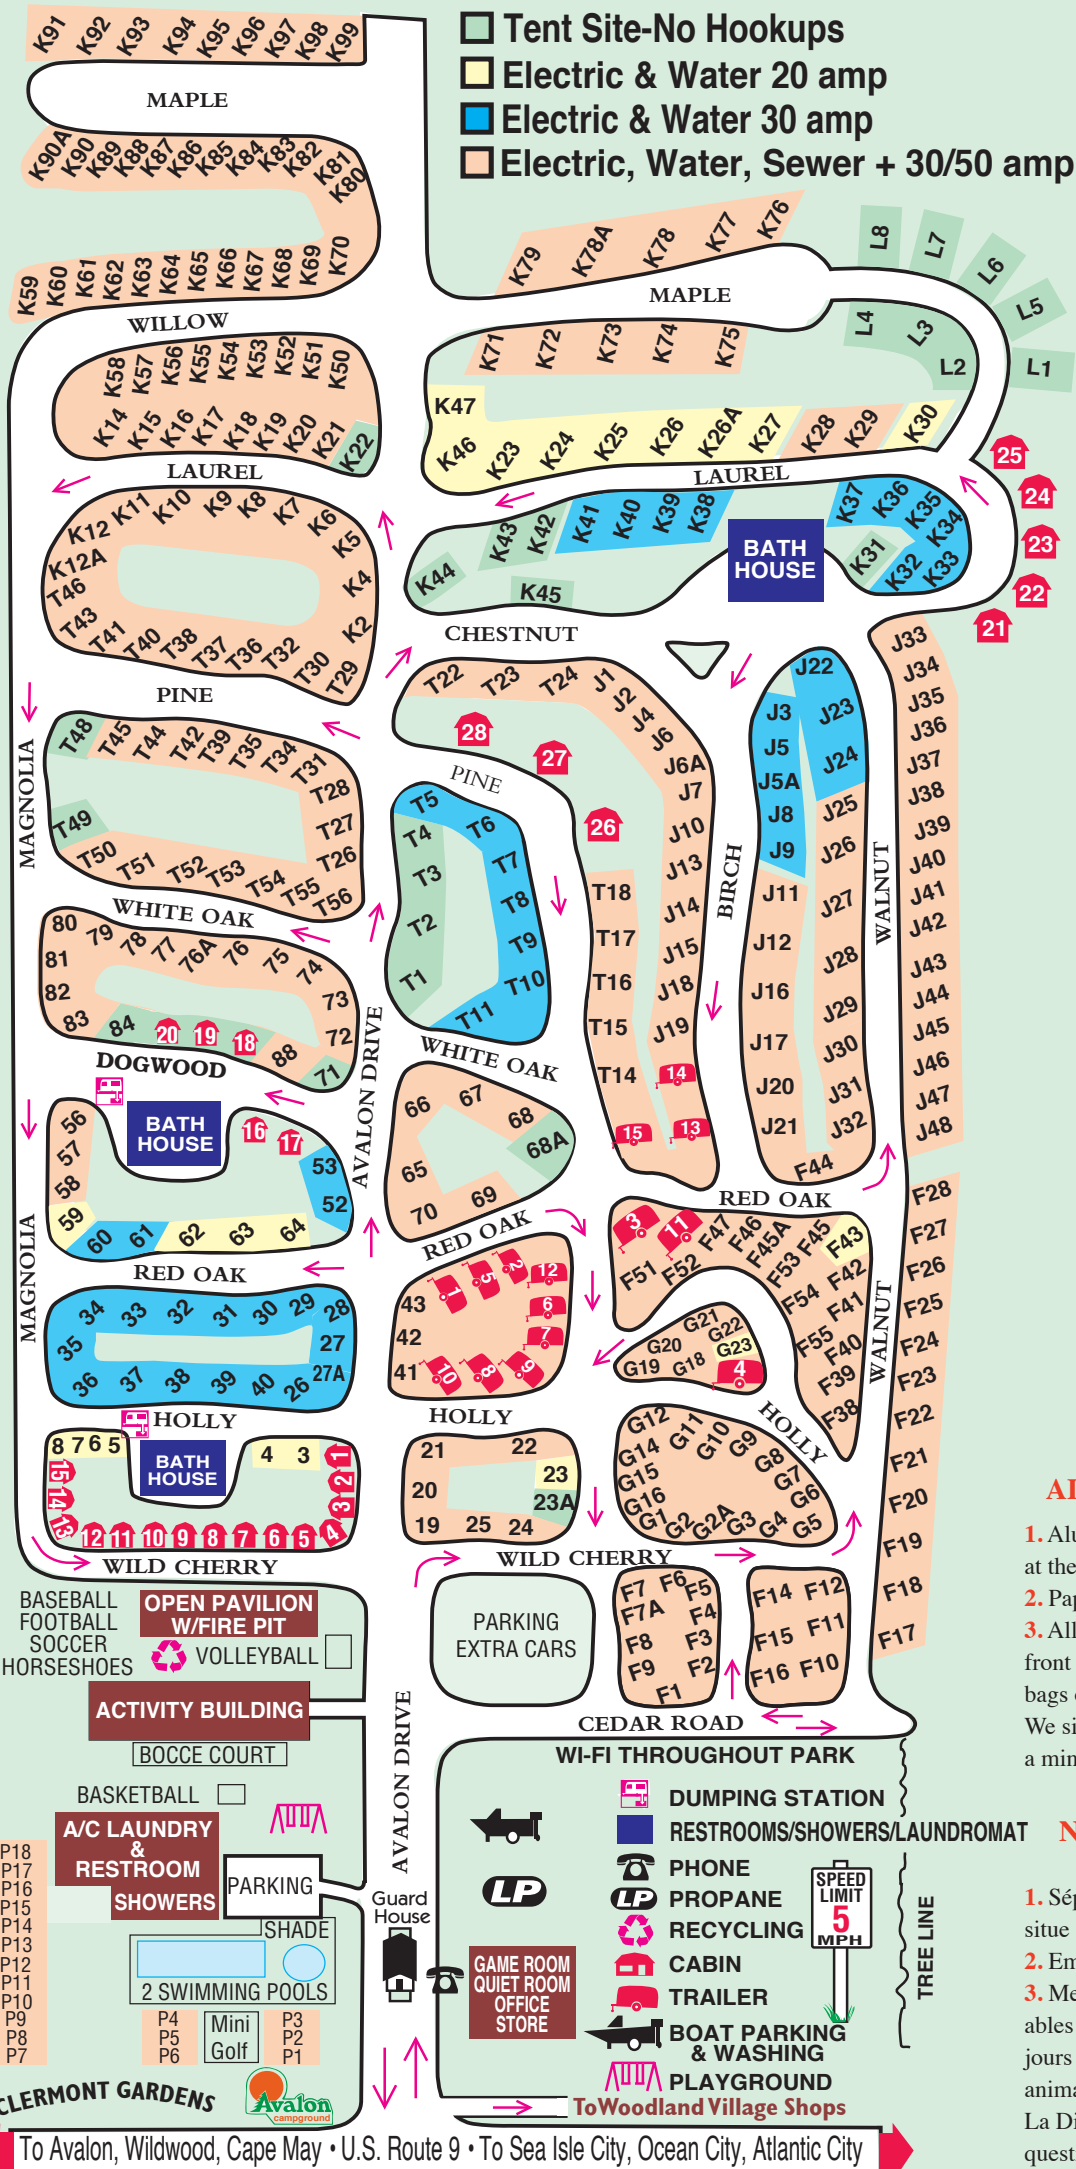 Tent Site-No Hookups
Electric & Water 20 amp
Electric & Water 30 amp
Electric, Water, Sewer + 30/50 amp
K91 K92 K93 K94 K95 K96 K97 K98 K99
MAPLE
K90A K90 K89 K88 K87 K86 K85 K84 K83 K82 K81 K80
K59 K60 K61 K62 K63 K64 K65 K66 K67 K68 K69 K70
WILLOW
K79 K78A K78 K77 K76
MAPLE
L8 L7 L6 L5
L4 L3 L2 L1
K71 K72 K73 K74 K75
K58 K57 K56 K55 K54 K53 K52 K51 K50
K14 K15 K16 K17 K18 K19 K20 K21 K22
LAUREL
K47
K46 K23 K24 K25 K26 K26A K27 K28 K29 K30
LAUREL
25
24
23
22
21
K12 K11 K10 K9 K8 K7 K6 K5
K12A K4
T46 K2
T43 T41 T40 T38 T37 T36 T32 T30 T29
PINE
K44 K43 K42 K41 K40 K39 K38
K45
BATH
HOUSE
K37 K36 K35 K34
K31 K32 K33
CHESTNUT
T22 T23 T24 J1 J2 J4 J6
J6A
J7
J10
J13
J14
J15
J18
J19
28
27
26
PINE
T18
T17
T16
T15
T14
14
15 13
BIRCH
J22
J3 J23
J5 J24
J5A
J8 J25
J9 J26
J11 J27
J12 J28
J16 J29
J17 J30
J20 J31
J21 J32
F44
WALNUT
J33
J34
J35
J36
J37
J38
J39
J40
J41
J42
J43
J44
J45
J46
J47
J48
MAGNOLIA
T48 T45 T44 T42 T39 T35 T34 T31
T28
T49 T27
T50 T51 T52 T53 T54 T55 T56 T26
WHITE OAK
T5
T4 T6
T3 T7
T8
T2 T9
T1 T10
T11
WHITE OAK
80 79 78 77 76A 76 75 74
81 73
82 72
83 84 20 19 18 88 71
DOGWOOD
AVALON DRIVE
BATH
HOUSE
56
57
58
59
60 61 62 63 64
16 17
53
52
RED OAK
66 67 68
68A
65
70 69
RED OAK
MAGNOLIA
34 33 32 31 30 29 28
35 27
36 37 38 39 40 26 27A
HOLLY
43 1 5 2 12
42 6
41 7
10 8 9
HOLLY
RED OAK
3 11 F47 F46 F45A F45 F43
F51 F52 F53 F42
F54 F41
F55 F40
F39
F38
WALNUT
G21
G20 G22
G19 G18 G23
4
HOLLY
F28
F27
F26
F25
F24
F23
F22
F21
F20
F19
F18
F17
8 7 6 5
BATH
HOUSE
4 3
15 14 13 12 11 10 9 8 7 6 5 4 3 2 1
WILD CHERRY
21 22
20 23
23A
19 25 24
WILD CHERRY
G12 G11 G10 G9
G14 G8
G15 G7
G16 G6
G1 G2 G2A G3 G4 G5
BASEBALL
FOOTBALL
SOCCER
HORSESHOES
OPEN PAVILION
W/FIRE PIT
VOLLEYBALL
PARKING
EXTRA CARS
F7 F6 F5
F7A F4
F8 F3
F9 F2
F1
F14 F12
F15 F11
F16 F10
ACTIVITY BUILDING
BOCCE COURT
BASKETBALL
A/C LAUNDRY
&
RESTROOM
SHOWERS
PARKING
SHADE
2 SWIMMING POOLS
P18
P17
P16
P15
P14
P13
P12
P11
P10
P9
P8
P7
P4
P5
P6
Mini
Golf
P3
P2
P1
CLERMONT GARDENS
Avalon
campground
AVALON DRIVE
Guard
House
CEDAR ROAD
WI-FI THROUGHOUT PARK
DUMPING STATION
RESTROOMS/SHOWERS/LAUNDROMAT
PHONE
LP
LP PROPANE
RECYCLING
CABIN
TRAILER
BOAT PARKING
& WASHING
PLAYGROUND
SPEED
LIMIT
5
MPH
TREE LINE
GAME ROOM
QUIET ROOM
OFFICE
STORE
To Woodland Village Shops
To Avalon, Wildwood, Cape May • U.S. Route 9 • To Sea Isle City, Ocean City, Atlantic City
1. Alu
at the
2. Pap
3. All
front
bags
We si
a min
N
1. Sép
situe
2. Em
3. Me
ables
jours
anima
La Di
quest